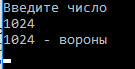 Введите число
1024
1024 - вороны